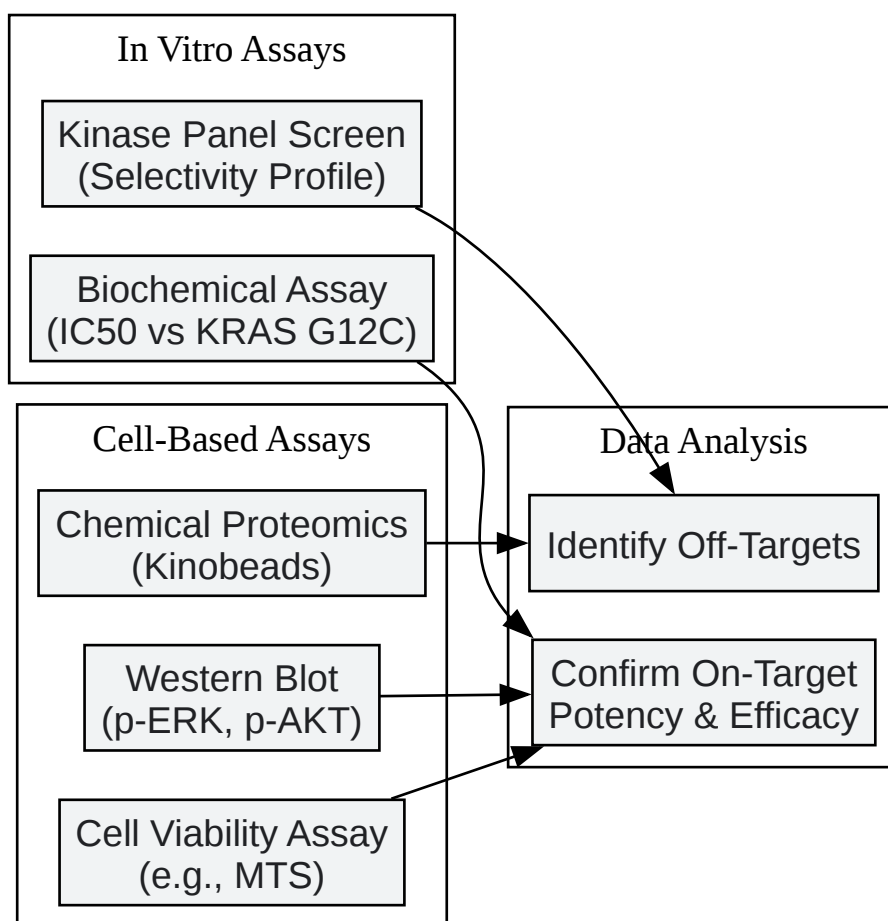 In Vitro Assays
Kinase Panel Screen
(Selectivity Profile)
Biochemical Assay
(IC50 vs KRAS G12C)
Cell-Based Assays
Chemical Proteomics
(Kinobeads)
Western Blot
(p-ERK, p-AKT)
Cell Viability Assay
(e.g., MTS)
Data Analysis
Identify Off-Targets
Confirm On-Target
Potency & Efficacy